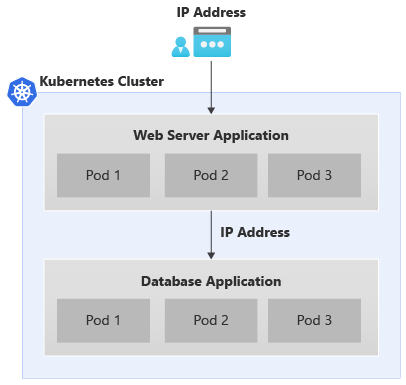 IP Address
Kubernetes Cluster
Web Server Application
Pod 1 Pod 2 Pod 3
IP Address
Database Application
Pod 1 Pod 2 Pod 3